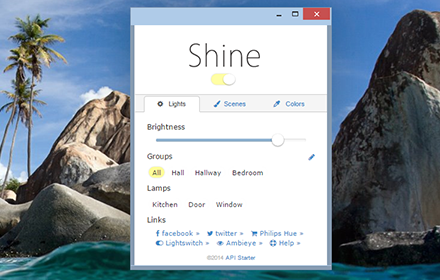 Shine
Lights Scenes Colors
Brightness
Groups
All Hall Hallway Bedroom
Lamps
Kitchen Door Window
Links
facebook » twitter » Philips Hue »
Lightswitch » Ambieye » Help »
©2014 API Starter